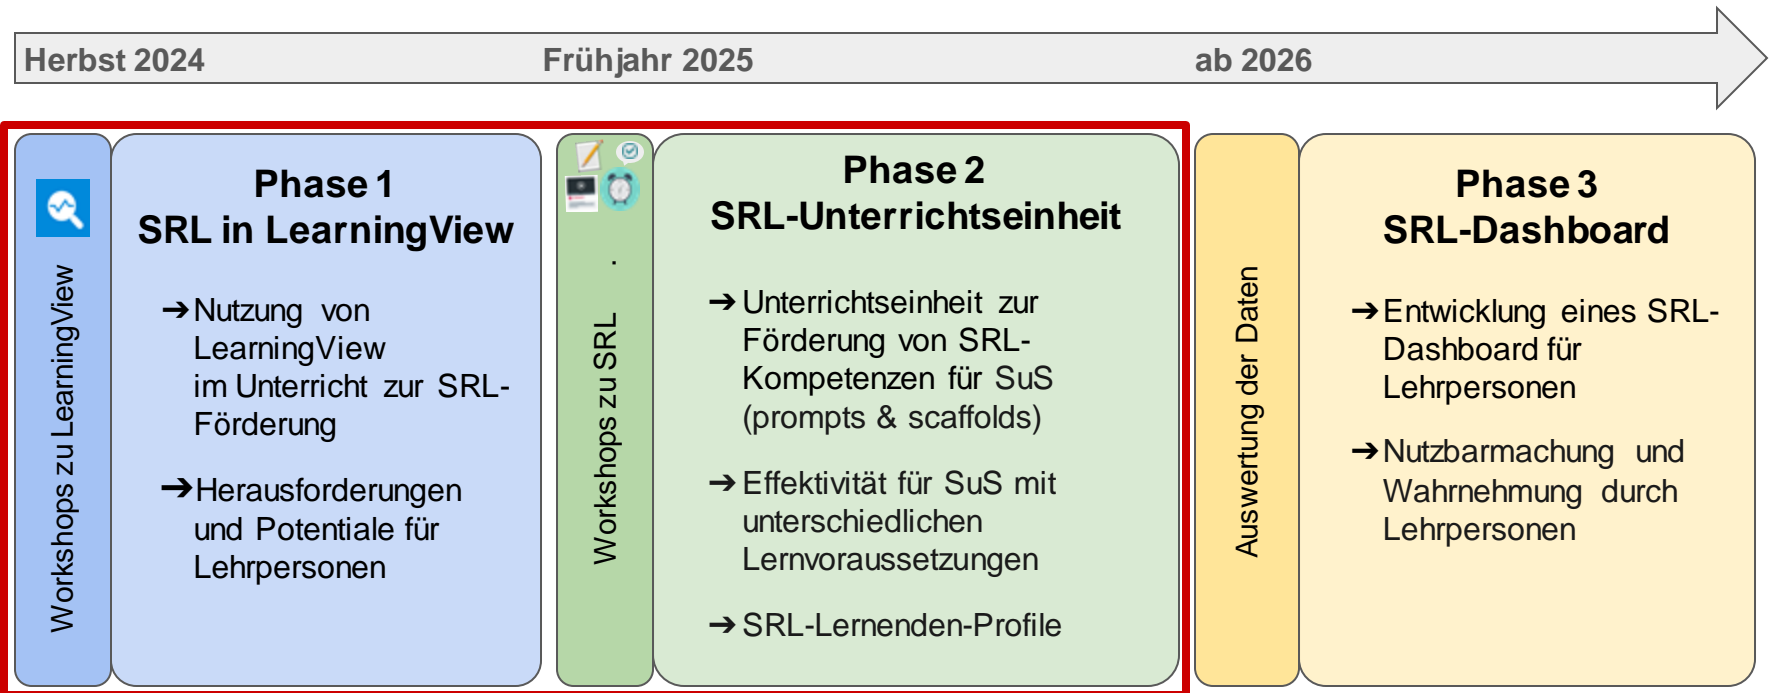 Herbst 2024
Frühjahr 2025
ab 2026
Workshops zu LearningView
Phase 1
SRL in LearningView
➔ Nutzung von
LearningView
im Unterricht zur SRL-
Förderung
➔ Herausforderungen
und Potentiale für
Lehrpersonen
Workshops zu SRL .
Phase 2
SRL-Unterrichtseinheit
➔ Unterrichtseinheit zur
Förderung von SRL-
Kompetenzen für SuS
(prompts & scaffolds)
➔ Effektivität für SuS mit
unterschiedlichen
Lernvoraussetzungen
➔ SRL-Lernenden-Profile
Auswertung der Daten
Phase 3
SRL-Dashboard
➔ Entwicklung eines SRL-
Dashboard für
Lehrpersonen
➔ Nutzbarmachung und
Wahrnehmung durch
Lehrpersonen